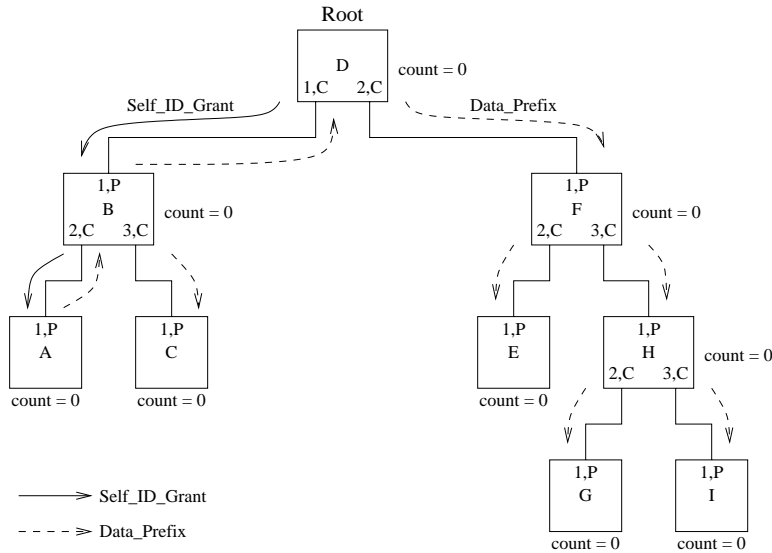 Root
D
1,C 2,C
count = 0
Self_ID_Grant
Data_Prefix
1,P
B
2,C 3,C
count = 0
1,P
F
2,C 3,C
count = 0
1,P
A
count = 0
1,P
C
count = 0
1,P
E
count = 0
1,P
H
2,C 3,C
count = 0
1,P
G
count = 0
1,P
I
count = 0
Self_ID_Grant
Data_Prefix